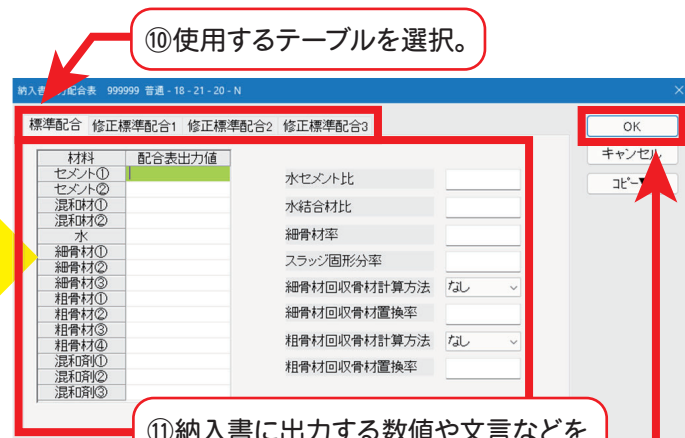 ⑩使用するテーブルを選択。
配合表 999999 普通 - 18 - 21 - 20 - N
標準配合 修正標準配合1 修正標準配合2 修正標準配合3
OK
キャンセル
コピー▼
材料 配合表出力値
セメント①
セメント②
混和材①
混和材②
水
細骨材①
細骨材②
細骨材③
粗骨材①
粗骨材②
粗骨材③
粗骨材④
混和剤①
混和剤②
混和剤③
水セメント比
水結合材比
細骨材率
スラッジ固形分率
細骨材回収骨材計算方法 なし
細骨材回収骨材置換率
粗骨材回収骨材計算方法 なし
粗骨材回収骨材置換率
⑪納入書に出力する数値や文言などを